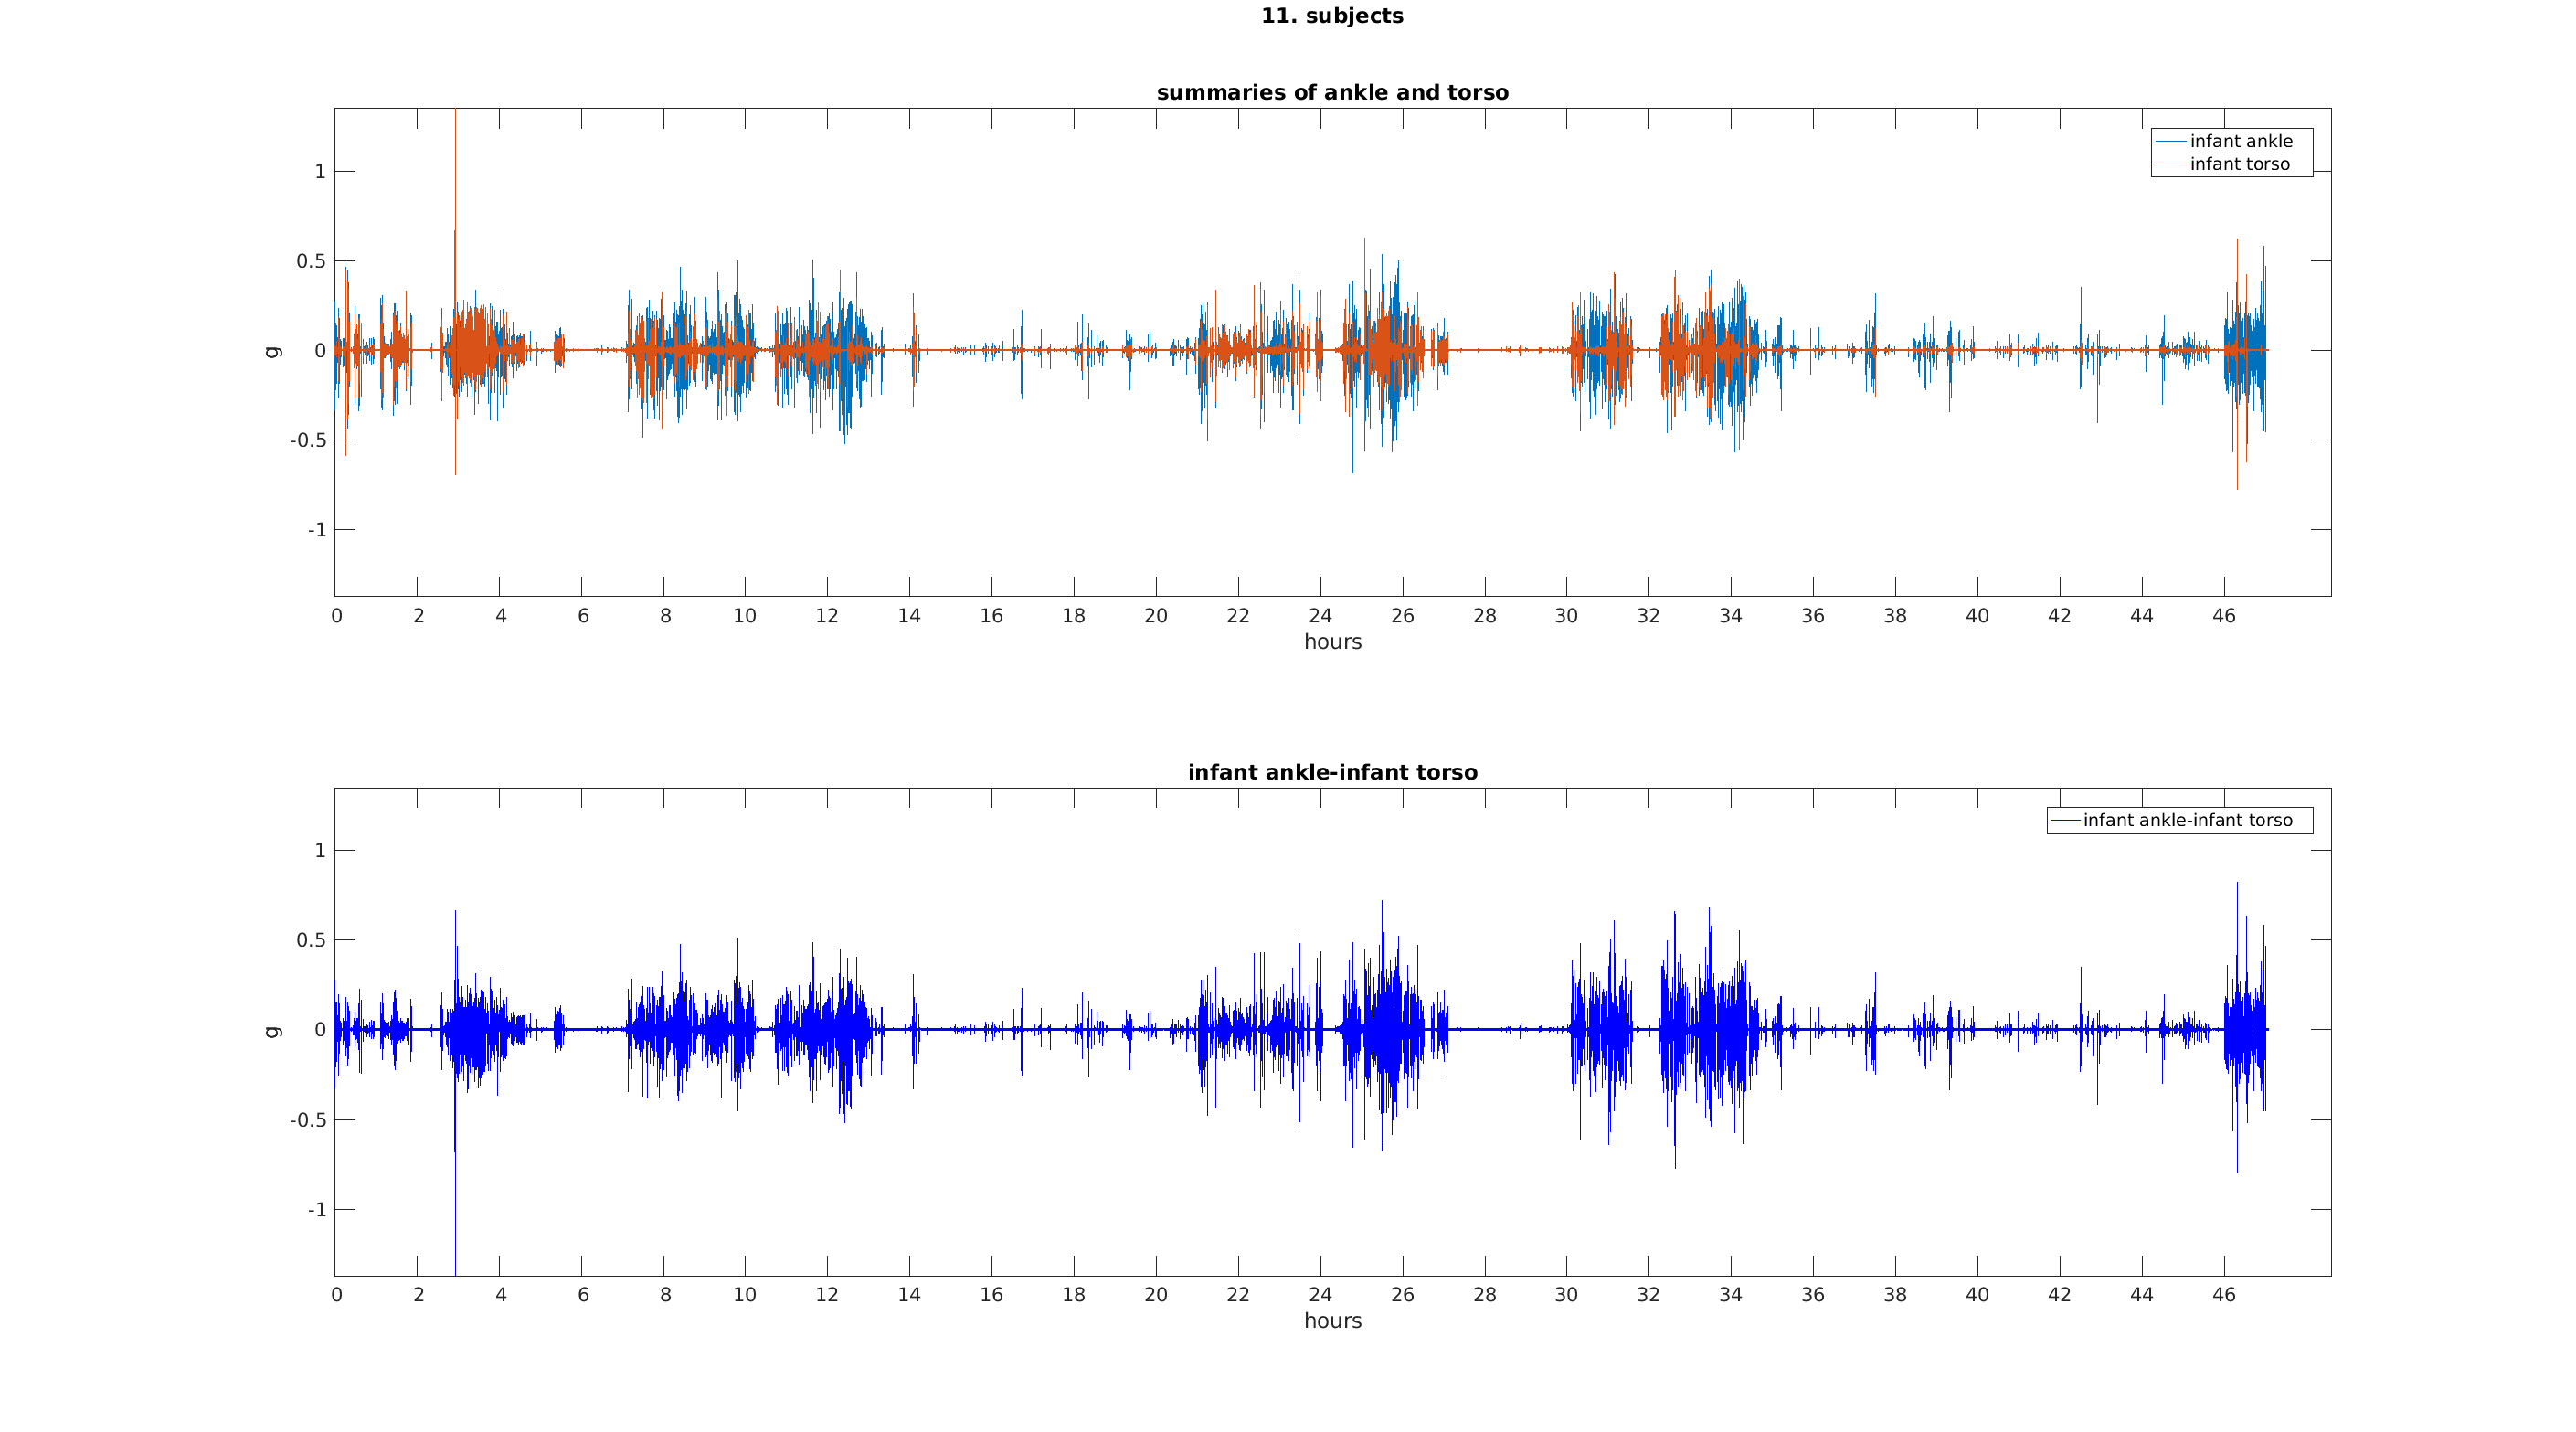 11. subjects
summaries of ankle and torso
infant ankle
infant torso
1
0.5
0
-0.5
-1
g
0 2 4 6 8 10 12 14 16 18 20 22 24 26 28 30 32 34 36 38 40 42 44 46
hours
infant ankle-infant torso
infant ankle-infant torso
1
0.5
0
-0.5
-1
g
0 2 4 6 8 10 12 14 16 18 20 22 24 26 28 30 32 34 36 38 40 42 44 46
hours